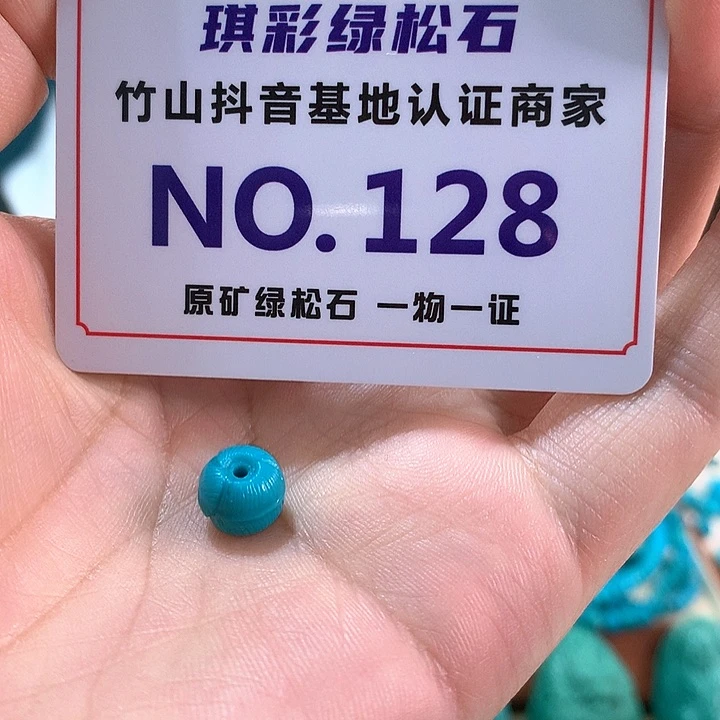 琪彩绿松石
竹山抖音基地认证商家
NO.128
原矿绿松石 一物一证